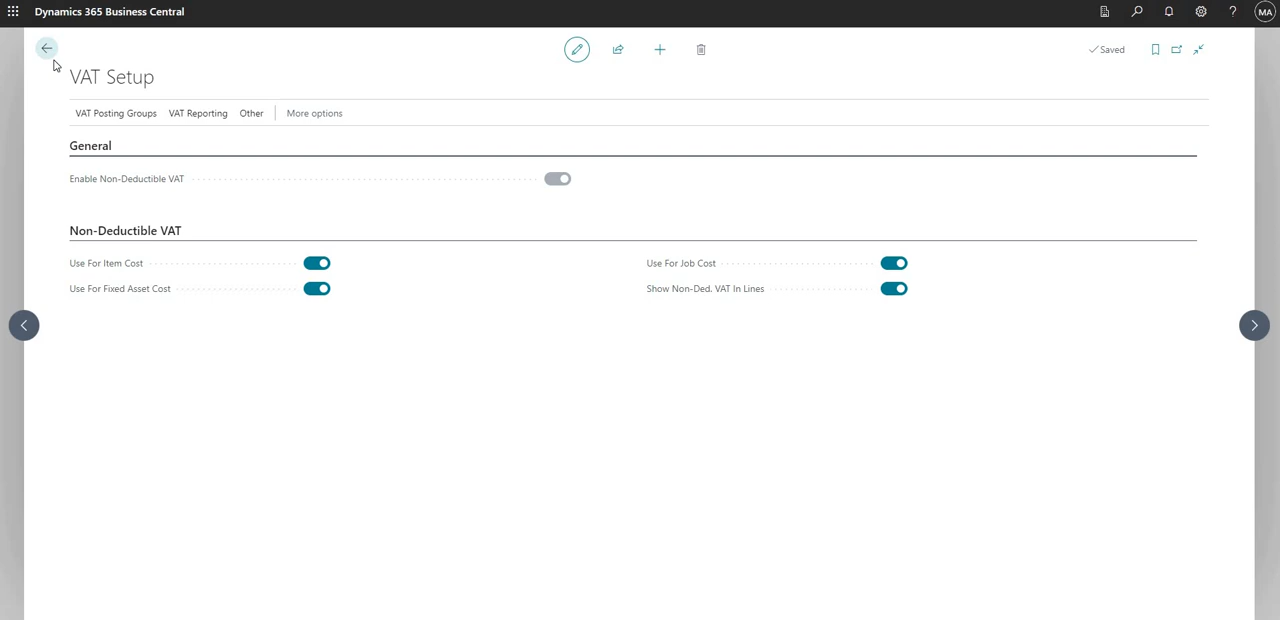 Dynamics 365 Business Central
MA
Saved
VAT Setup
VAT Posting Groups VAT Reporting Other More options
General
Enable Non-Deductible VAT
Non-Deductible VAT
Use For Item Cost Use For Job Cost
Use For Fixed Asset Cost Show Non-Ded. VAT In Lines